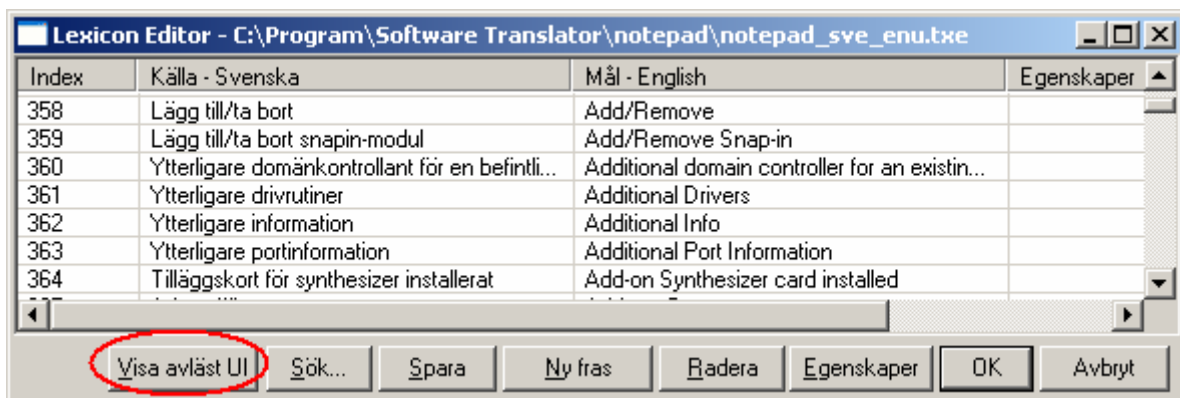 Lexicon Editor - C:\Program\Software Translator\notepad\notepad_sve_enu.txe
Index Källa - Svenska Mål - English Egenskaper
358 Lägg till/ta bort Add/Remove
359 Lägg till/ta bort snapin-modul Add/Remove Snap-in
360 Ytterligare domänkontrollant för en befintli... Additional domain controller for an existin...
361 Ytterligare drivrutiner Additional Drivers
362 Ytterligare information Additional Info
363 Ytterligare portinformation Additional Port Information
364 Tilläggskort för synthesizer installerat Add-on Synthesizer card installed
Visa avläst UI Sök... Spara Ny fras Radera Egenskaper OK Avbryt